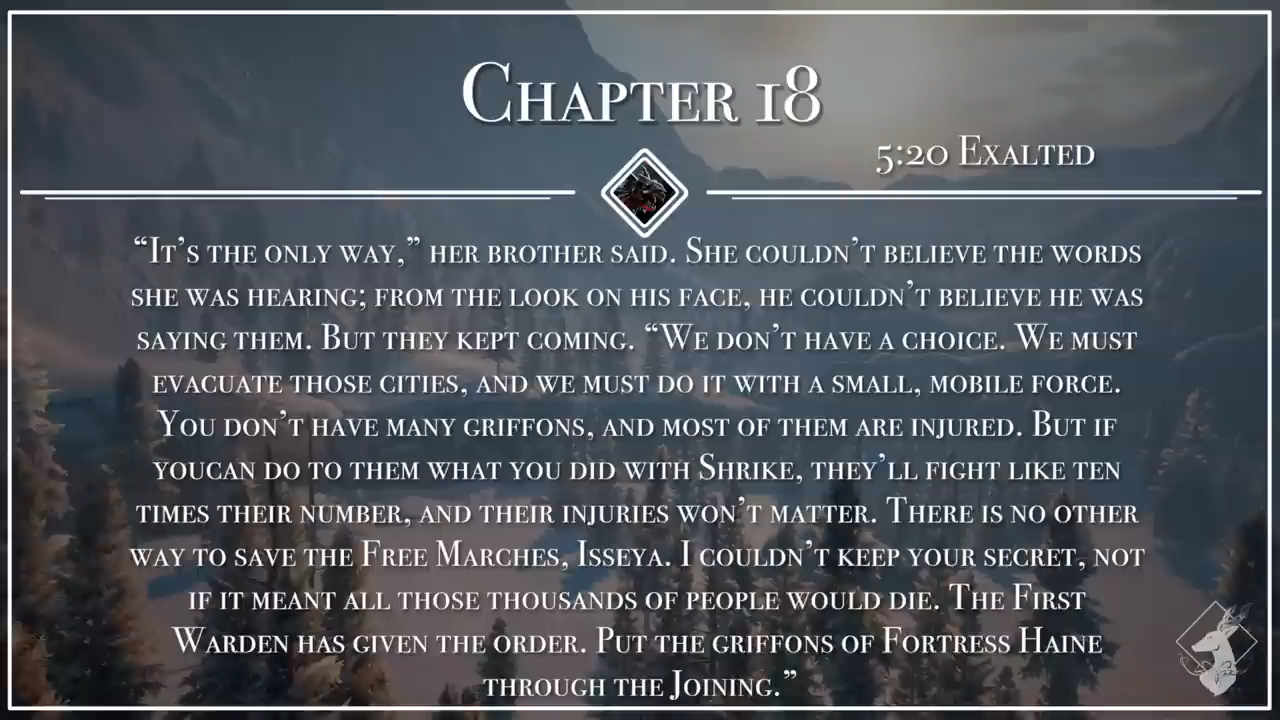 Chapter 18
5:20 Exalted
“It’s the only way,” her brother said. She couldn’t believe the words
she was hearing; from the look on his face, he couldn’t believe he was
saying them. But they kept coming. “We don’t have a choice. We must
evacuate those cities, and we must do it with a small, mobile force.
You don’t have many griffons, and most of them are injured. But if
youcan do to them what you did with Shrike, they’ll fight like ten
times their number, and their injuries won’t matter. There is no other
way to save the Free Marches, Isseya. I couldn’t keep your secret, not
if it meant all those thousands of people would die. The First
Warden has given the order. Put the griffons of Fortress Haine
through the Joining.”